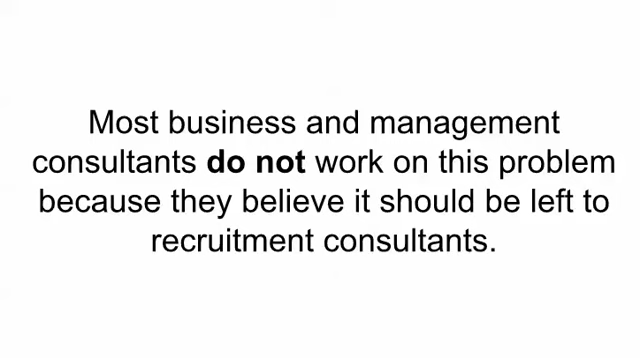 Most business and management
consultants do not work on this problem
because they believe it should be left to
recruitment consultants.